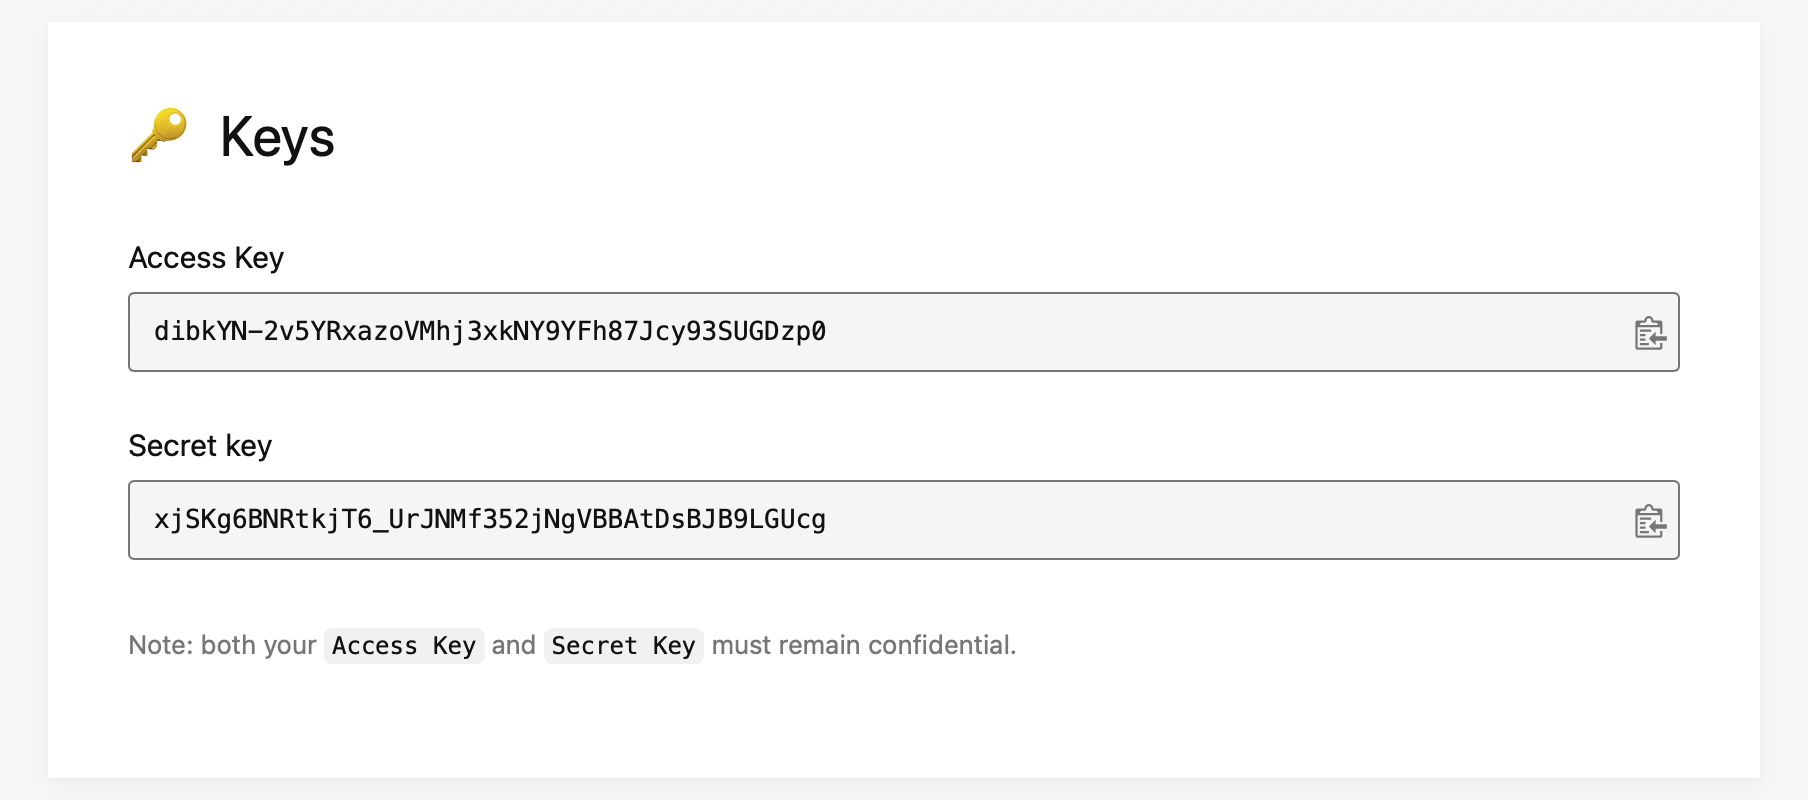 Keys
Access Key
dibkYN-2v5YRxazoVMhj3xkNY9YFh87Jcy93SUGDzp0
Secret key
xjSKg6BNRtkjT6_UrJNMf352jNgVBBAtDsBJB9LGUcg
Note: both your Access Key and Secret Key must remain confidential.